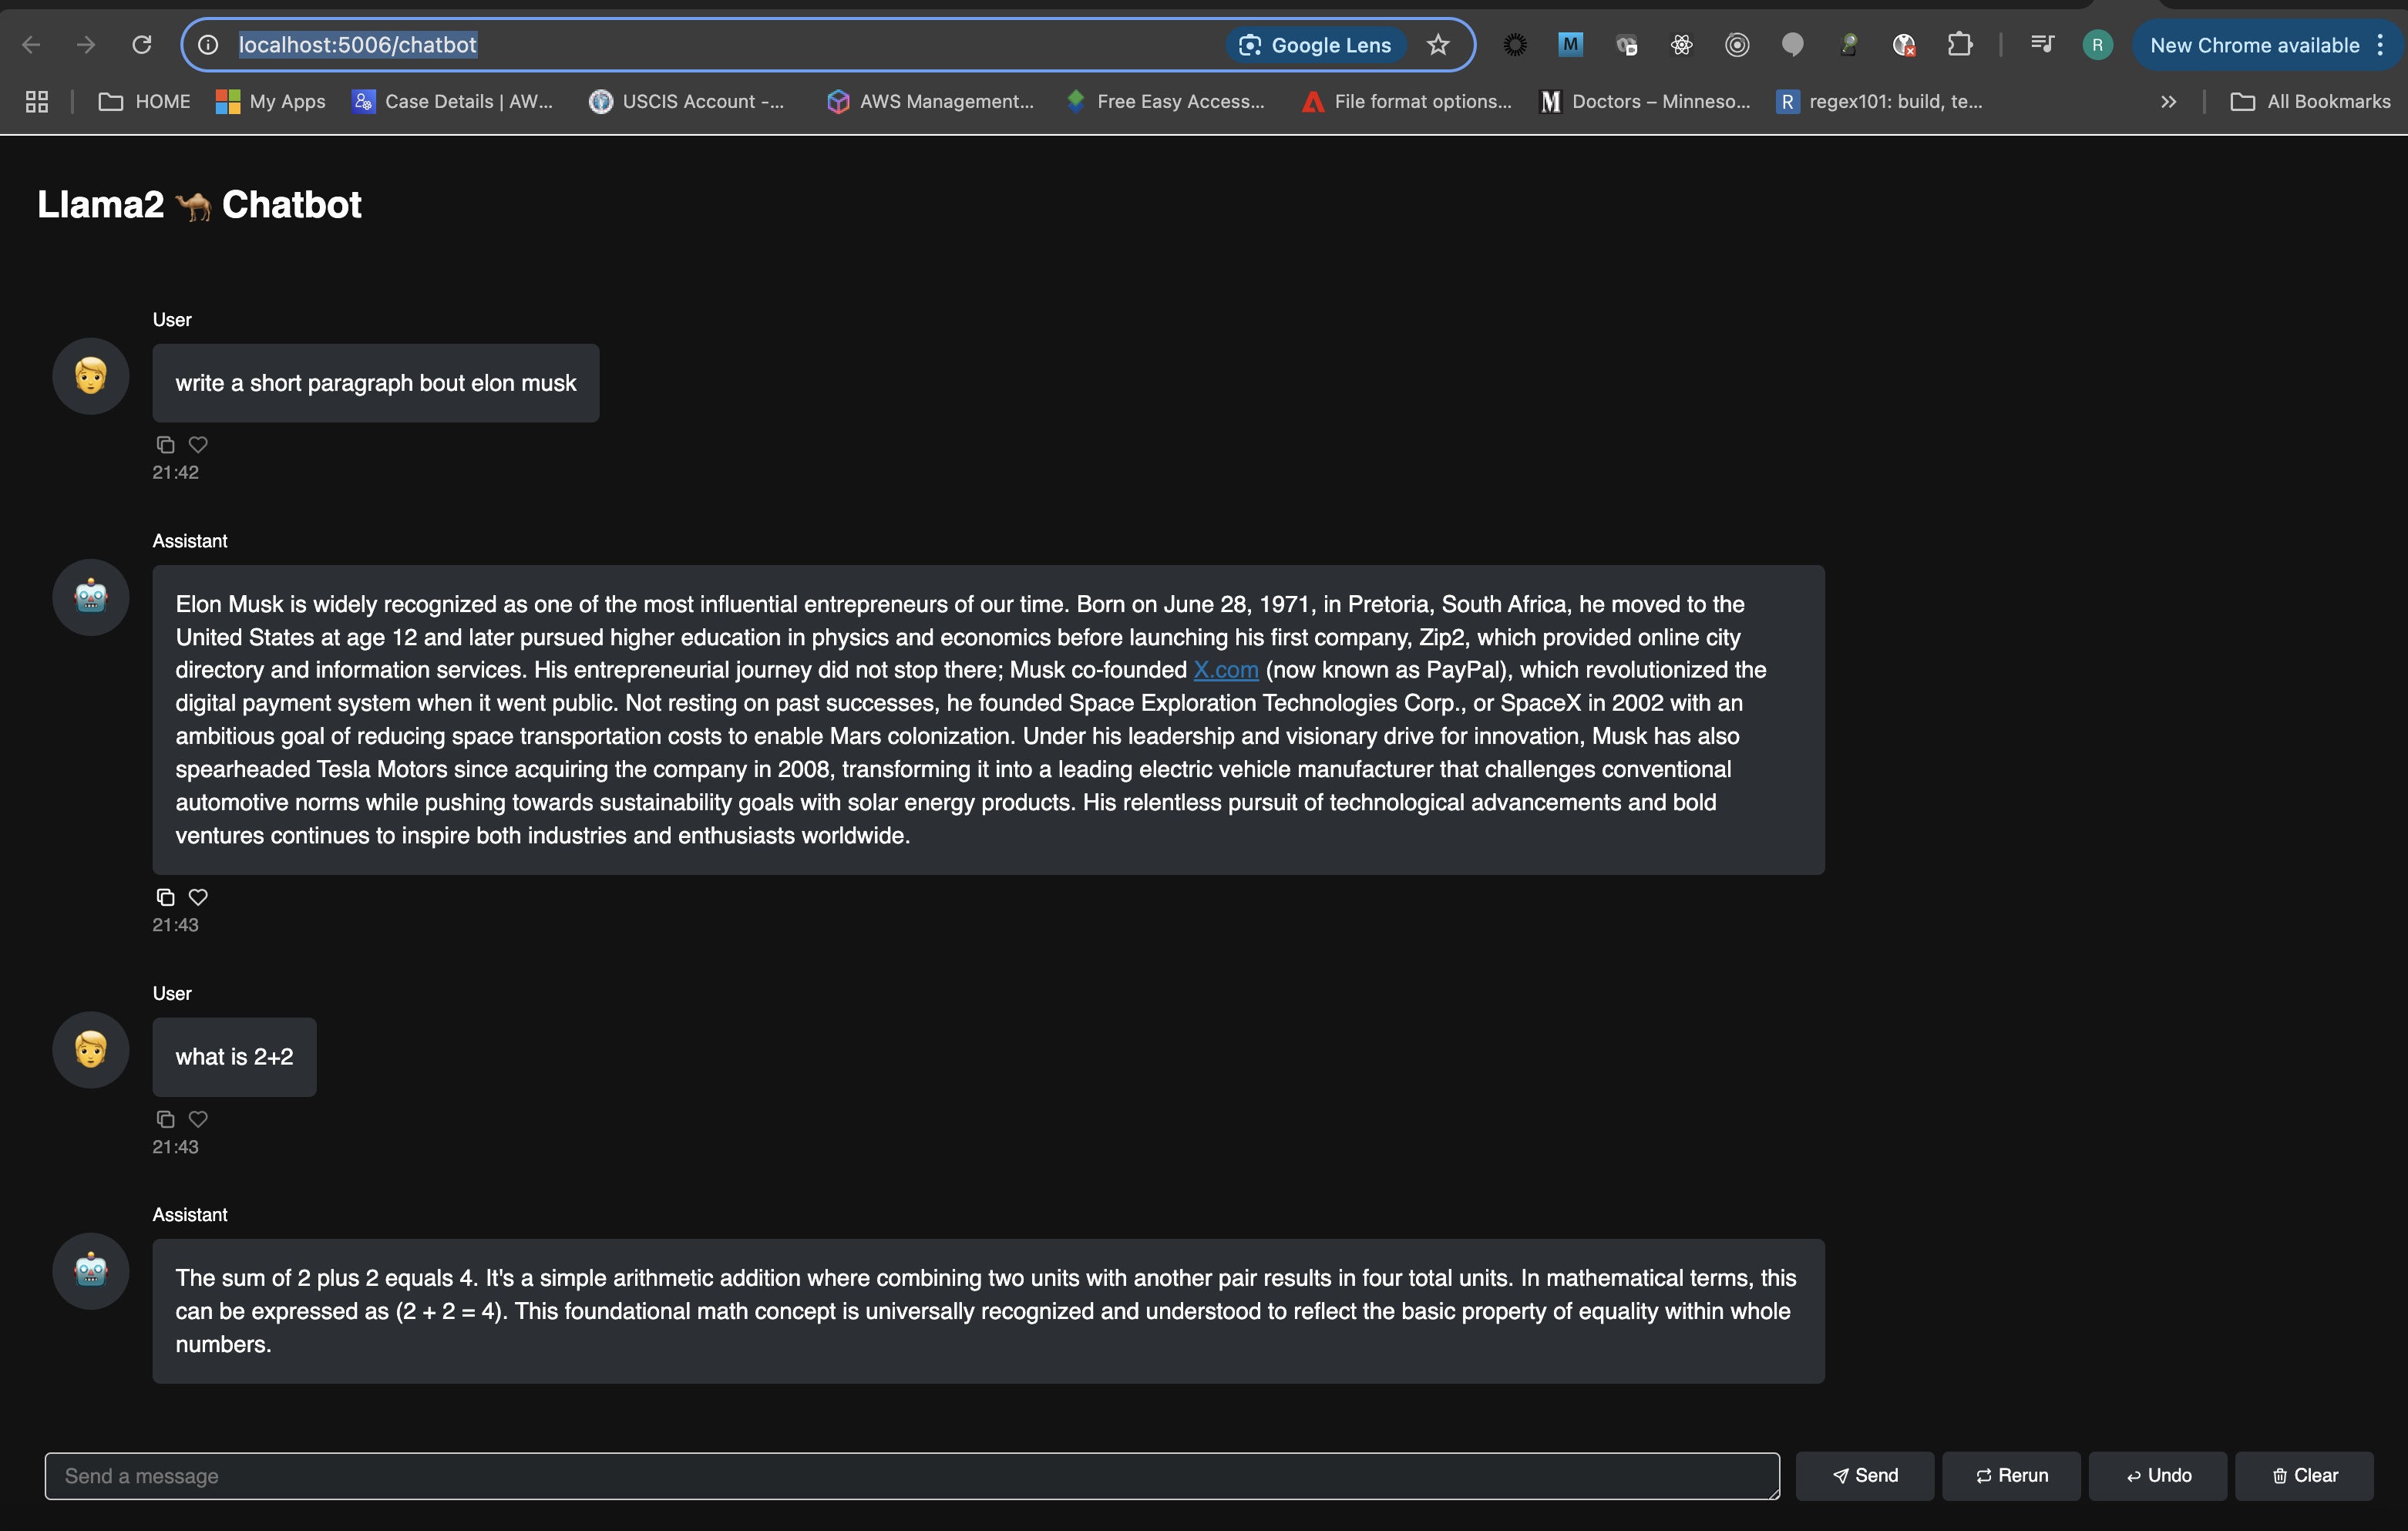 localhost:5006/chatbot
Google Lens
M
R
New Chrome available
HOME
My Apps
Case Details | AW...
USCIS Account -...
AWS Management...
Free Easy Access...
File format options...
M
Doctors – Minneso...
R
regex101: build, te...
All Bookmarks
Llama2 🐪 Chatbot
User
write a short paragraph bout elon musk
21:42
Assistant
Elon Musk is widely recognized as one of the most influential entrepreneurs of our time. Born on June 28, 1971, in Pretoria, South Africa, he moved to the
United States at age 12 and later pursued higher education in physics and economics before launching his first company, Zip2, which provided online city
directory and information services. His entrepreneurial journey did not stop there; Musk co-founded X.com (now known as PayPal), which revolutionized the
digital payment system when it went public. Not resting on past successes, he founded Space Exploration Technologies Corp., or SpaceX in 2002 with an
ambitious goal of reducing space transportation costs to enable Mars colonization. Under his leadership and visionary drive for innovation, Musk has also
spearheaded Tesla Motors since acquiring the company in 2008, transforming it into a leading electric vehicle manufacturer that challenges conventional
automotive norms while pushing towards sustainability goals with solar energy products. His relentless pursuit of technological advancements and bold
ventures continues to inspire both industries and enthusiasts worldwide.
21:43
User
what is 2+2
21:43
Assistant
The sum of 2 plus 2 equals 4. It's a simple arithmetic addition where combining two units with another pair results in four total units. In mathematical terms, this
can be expressed as (2 + 2 = 4). This foundational math concept is universally recognized and understood to reflect the basic property of equality within whole
numbers.
Send a message
Send
Rerun
Undo
Clear